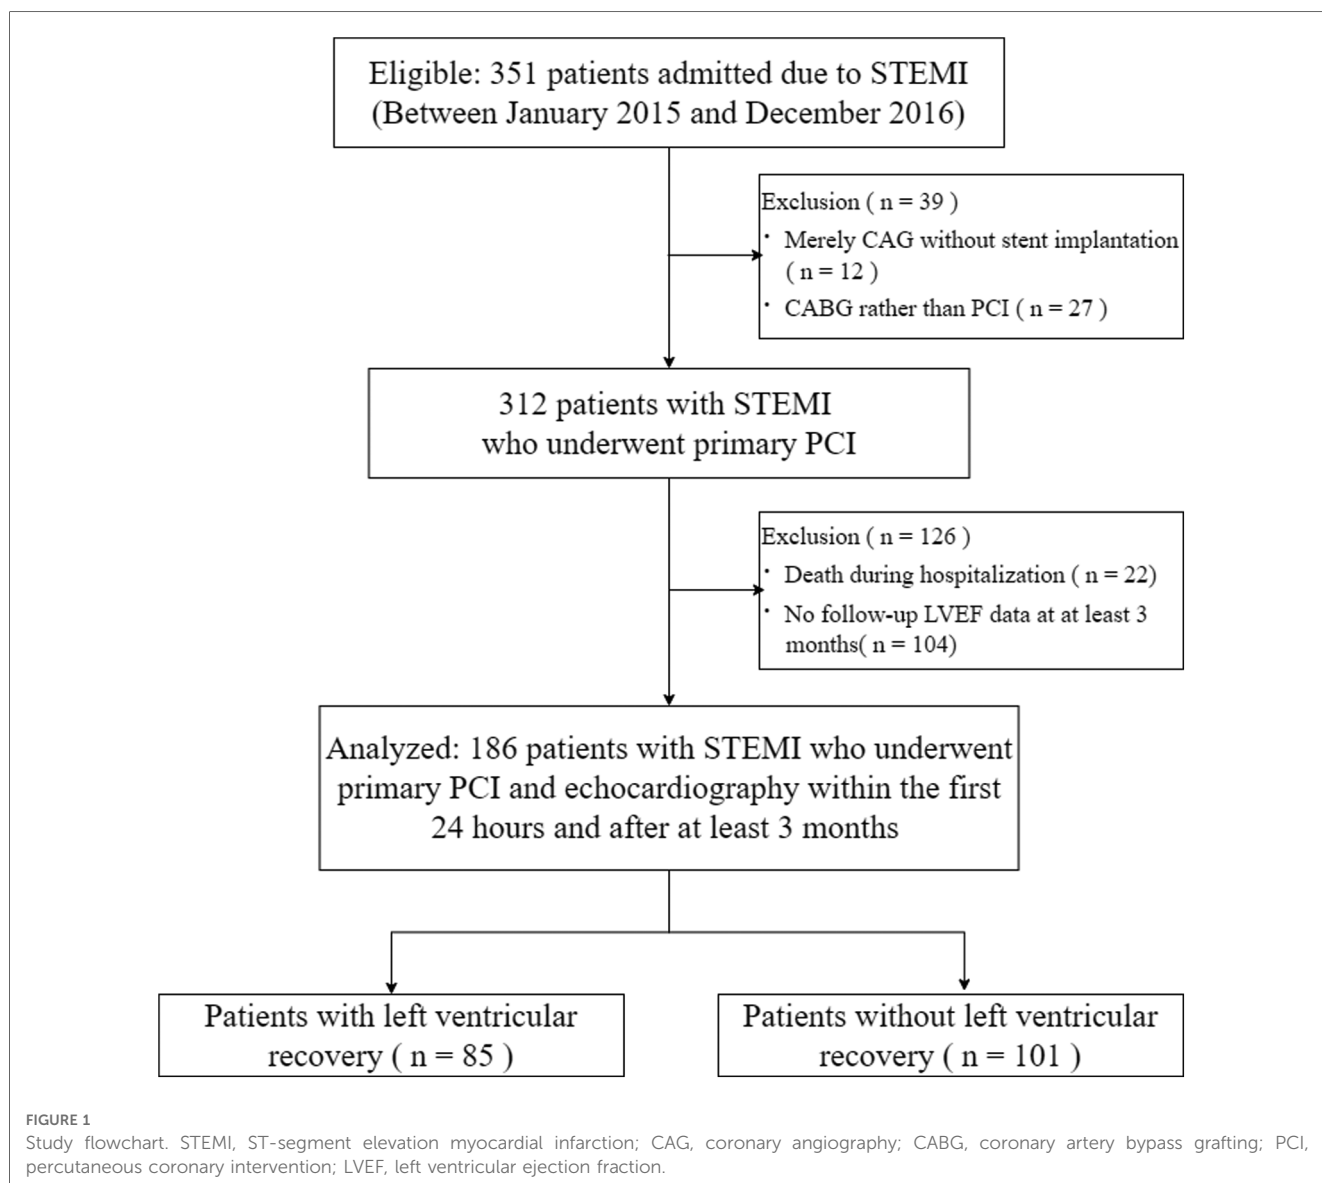 Eligible: 351 patients admitted due to STEMI
(Between January 2015 and December 2016)
Exclusion ( n = 39 )
· Merely CAG without stent implantation
( n = 12 )
· CABG rather than PCI ( n = 27 )
312 patients with STEMI
who underwent primary PCI
Exclusion ( n = 126 )
· Death during hospitalization ( n = 22)
· No follow-up LVEF data at at least 3
months( n = 104)
Analyzed: 186 patients with STEMI who underwent
primary PCI and echocardiography within the first
24 hours and after at least 3 months
Patients with left ventricular
recovery ( n = 85 )
Patients without left ventricular
recovery ( n = 101 )
FIGURE 1
Study flowchart. STEMI, ST-segment elevation myocardial infarction; CAG, coronary angiography; CABG, coronary artery bypass grafting; PCI,
percutaneous coronary intervention; LVEF, left ventricular ejection fraction.